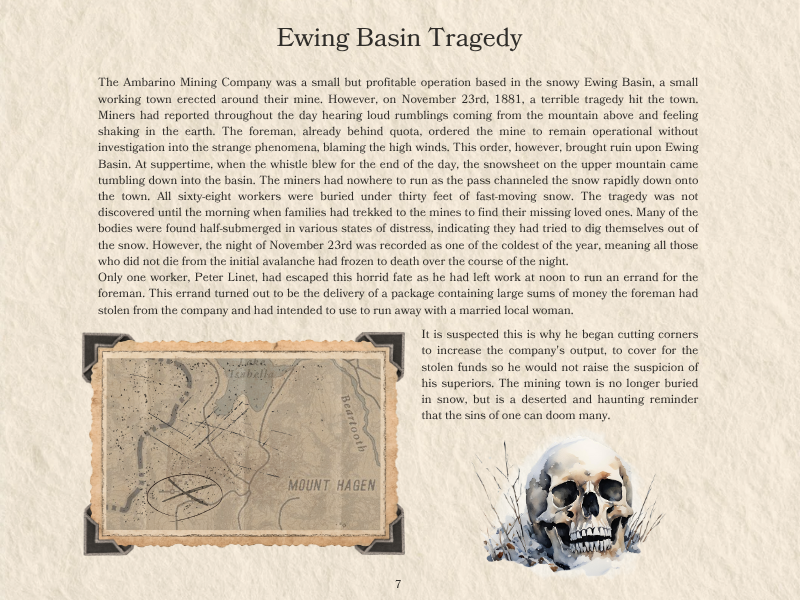 Ewing Basin Tragedy
The Ambarino Mining Company was a small but profitable operation based in the snowy Ewing Basin, a small
working town erected around their mine. However, on November 23rd, 1881, a terrible tragedy hit the town.
Miners had reported throughout the day hearing loud rumblings coming from the mountain above and feeling
shaking in the earth. The foreman, already behind quota, ordered the mine to remain operational without
investigation into the strange phenomena, blaming the high winds. This order, however, brought ruin upon Ewing
Basin. At suppertime, when the whistle blew for the end of the day, the snowsheet on the upper mountain came
tumbling down into the basin. The miners had nowhere to run as the pass channeled the snow rapidly down onto
the town. All sixty-eight workers were buried under thirty feet of fast-moving snow. The tragedy was not
discovered until the morning when families had trekked to the mines to find their missing loved ones. Many of the
bodies were found half-submerged in various states of distress, indicating they had tried to dig themselves out of
the snow. However, the night of November 23rd was recorded as one of the coldest of the year, meaning all those
who did not die from the initial avalanche had frozen to death over the course of the night.
Only one worker, Peter Linet, had escaped this horrid fate as he had left work at noon to run an errand for the
foreman. This errand turned out to be the delivery of a package containing large sums of money the foreman had
stolen from the company and had intended to use to run away with a married local woman.
It is suspected this is why he began cutting corners
to increase the company's output, to cover for the
stolen funds so he would not raise the suspicion of
his superiors. The mining town is no longer buried
in snow, but is a deserted and haunting reminder
that the sins of one can doom many.
Lake
Isabella
Beartooth
MOUNT HAGEN
7